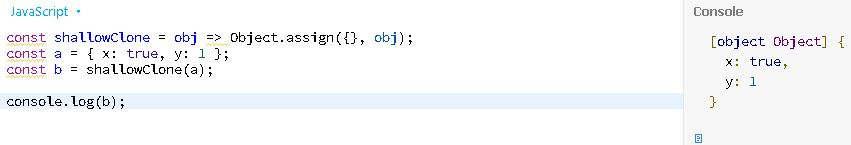 JavaScript
const shallowClone = obj => Object.assign({}, obj);
const a = { x: true, y: 1 };
const b = shallowClone(a);
console.log(b);
Console
[object Object] {
  x: true,
  y: 1
}